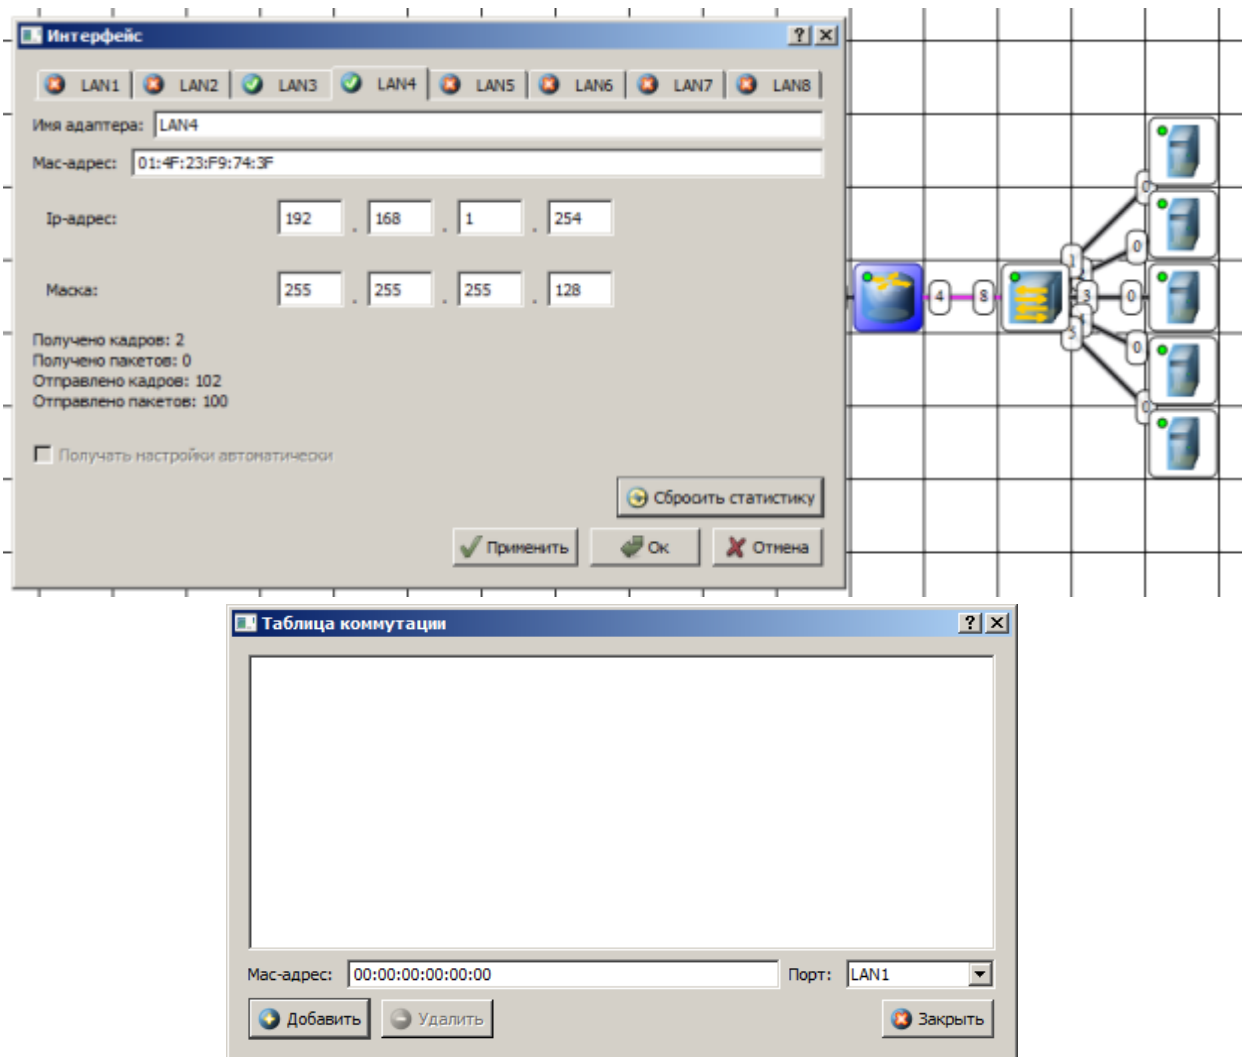 Интерфейс
LAN1 LAN2 LAN3 LAN4 LAN5 LAN6 LAN7 LAN8
Имя адаптера: LAN4
Mac-адрес: 01:4F:23:F9:74:3F
Ip-адрес: 192 . 168 . 1 . 254
Маска: 255 . 255 . 255 . 128
Получено кадров: 2
Получено пакетов: 0
Отправлено кадров: 102
Отправлено пакетов: 100
Получать настройки автоматически
Сбросить статистику
Применить Ок Отмена
0
1 0
4 8 3 0
0
5 0
Таблица коммутации
Mac-адрес: 00:00:00:00:00:00 Порт: LAN1
Добавить Удалить Закрыть